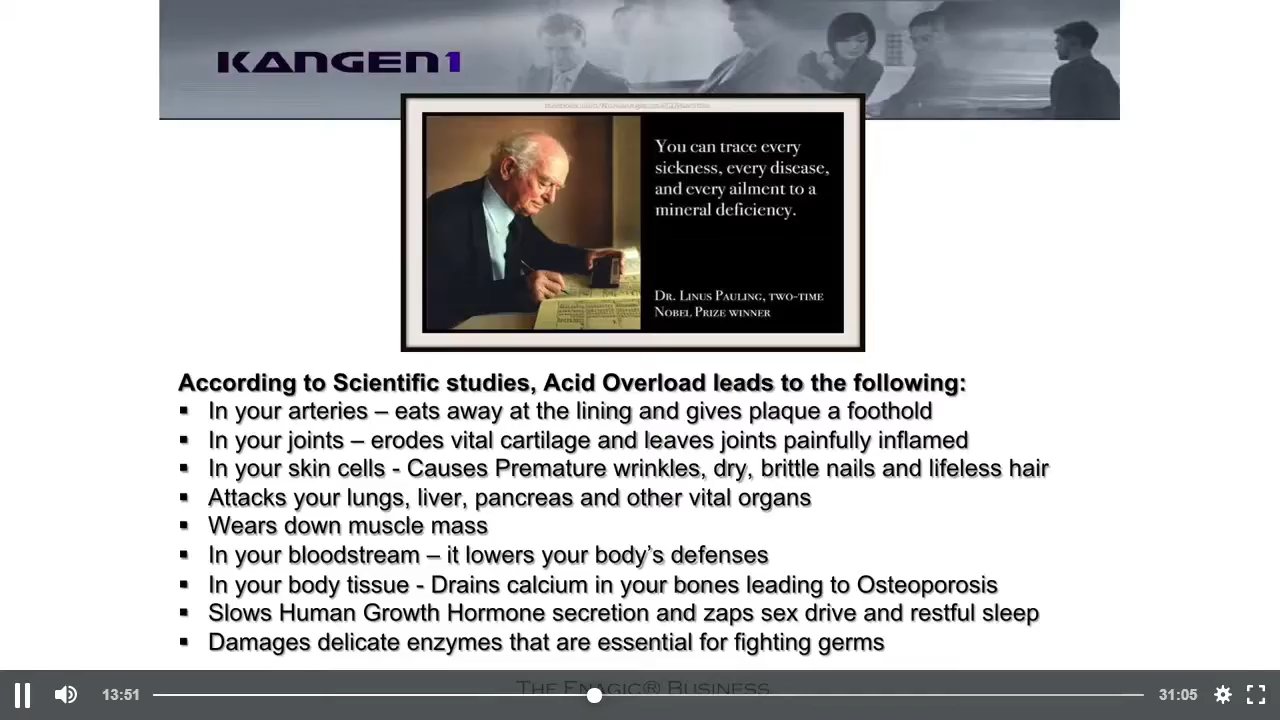 KANGEN1
You can trace every
sickness, every disease,
and every ailment to a
mineral deficiency.
Dr. Linus Pauling, two-time
Nobel Prize winner
According to Scientific studies, Acid Overload leads to the following:
▪ In your arteries – eats away at the lining and gives plaque a foothold
▪ In your joints – erodes vital cartilage and leaves joints painfully inflamed
▪ In your skin cells - Causes Premature wrinkles, dry, brittle nails and lifeless hair
▪ Attacks your lungs, liver, pancreas and other vital organs
▪ Wears down muscle mass
▪ In your bloodstream – it lowers your body's defenses
▪ In your body tissue - Drains calcium in your bones leading to Osteoporosis
▪ Slows Human Growth Hormone secretion and zaps sex drive and restful sleep
▪ Damages delicate enzymes that are essential for fighting germs
The Enagic® Business
13:51
31:05